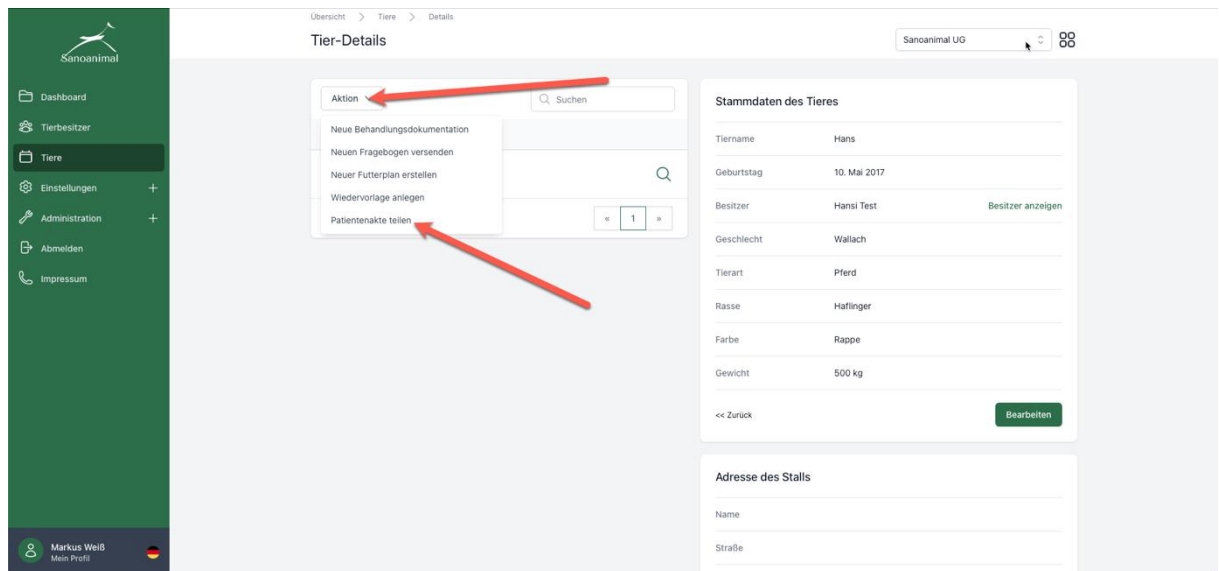 Sanoanimal
Dashboard
Tierbesitzer
Tiere
Einstellungen
Administration
Abmelden
Impressum
Markus Weiß
Mein Profil
Übersicht > Tiere > Details
Tier-Details
Sanoanimal UG
Aktion
Suchen
Neue Behandlungsdokumentation
Neuen Fragebogen versenden
Neuer Futterplan erstellen
Wiedervorlage anlegen
Patientenakte teilen
« 1 »
Stammdaten des Tieres
Tiername Hans
Geburtstag 10. Mai 2017
Besitzer Hansi Test Besitzer anzeigen
Geschlecht Wallach
Tierart Pferd
Rasse Haflinger
Farbe Rappe
Gewicht 500 kg
<< Zurück Bearbeiten
Adresse des Stalls
Name
Straße